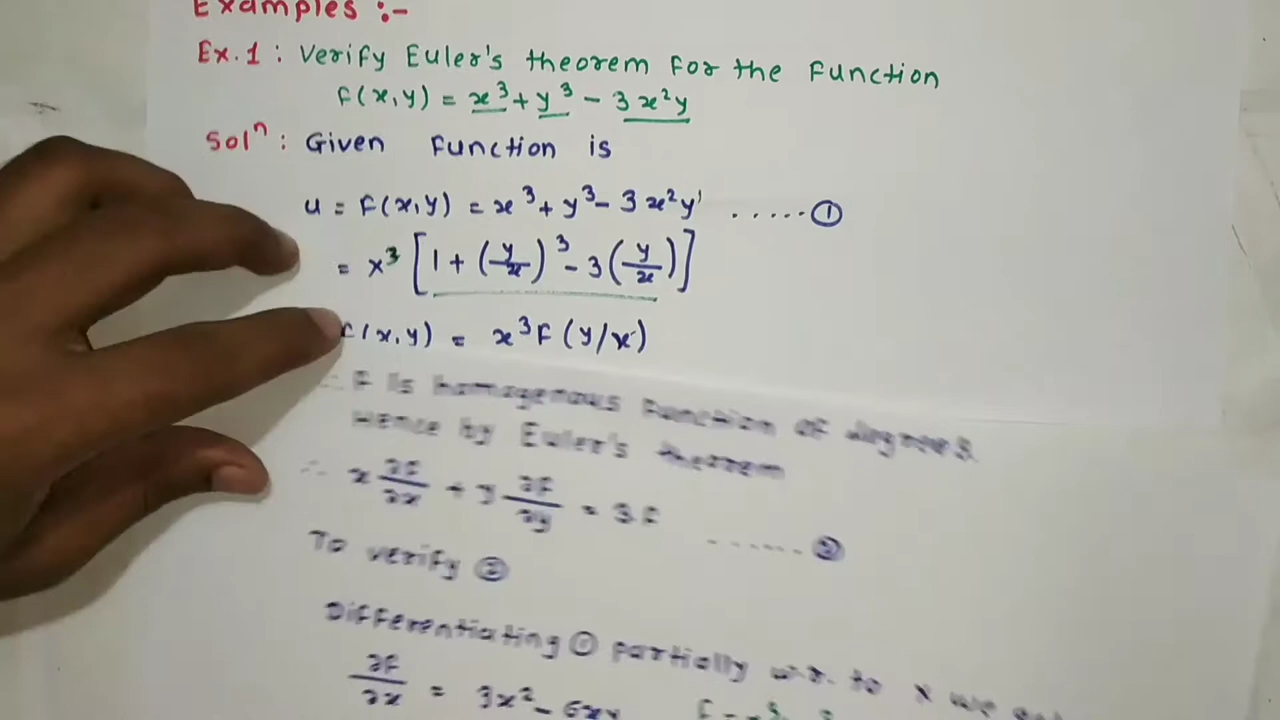 Examples :-
Ex.1 : Verify Euler's theorem for the function
f(x,y) = x³ + y³ - 3x²y
Solⁿ : Given function is
u = f(x,y) = x³ + y³ - 3x²y ...... ①
= x³ [1 + (y/x)³ - 3(y/x)]
f(x,y) = x³ F (y/x)
∴ F is homogenous function of degree 3.
Hence by Euler's theorem
∴ x ∂F/∂x + y ∂F/∂y = 3F ...... ②
To verify ②
Differentiating ① partially w.r. to x we
∂F/∂x = 3x² - 6xy